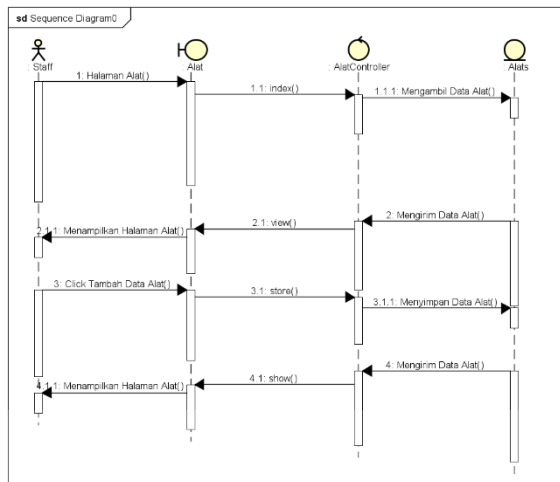 sd Sequence Diagram0
: Staff
: Alat
: AlatController
: Alats
1: Halaman Alat()
1.1: index()
1.1.1: Mengambil Data Alat()
2: Mengirim Data Alat()
2.1: view()
2.1.1: Menampilkan Halaman Alat()
3: Click Tambah Data Alat()
3.1: store()
3.1.1: Menyimpan Data Alat()
4: Mengirim Data Alat()
4.1: show()
4.1.1: Menampilkan Halaman Alat()